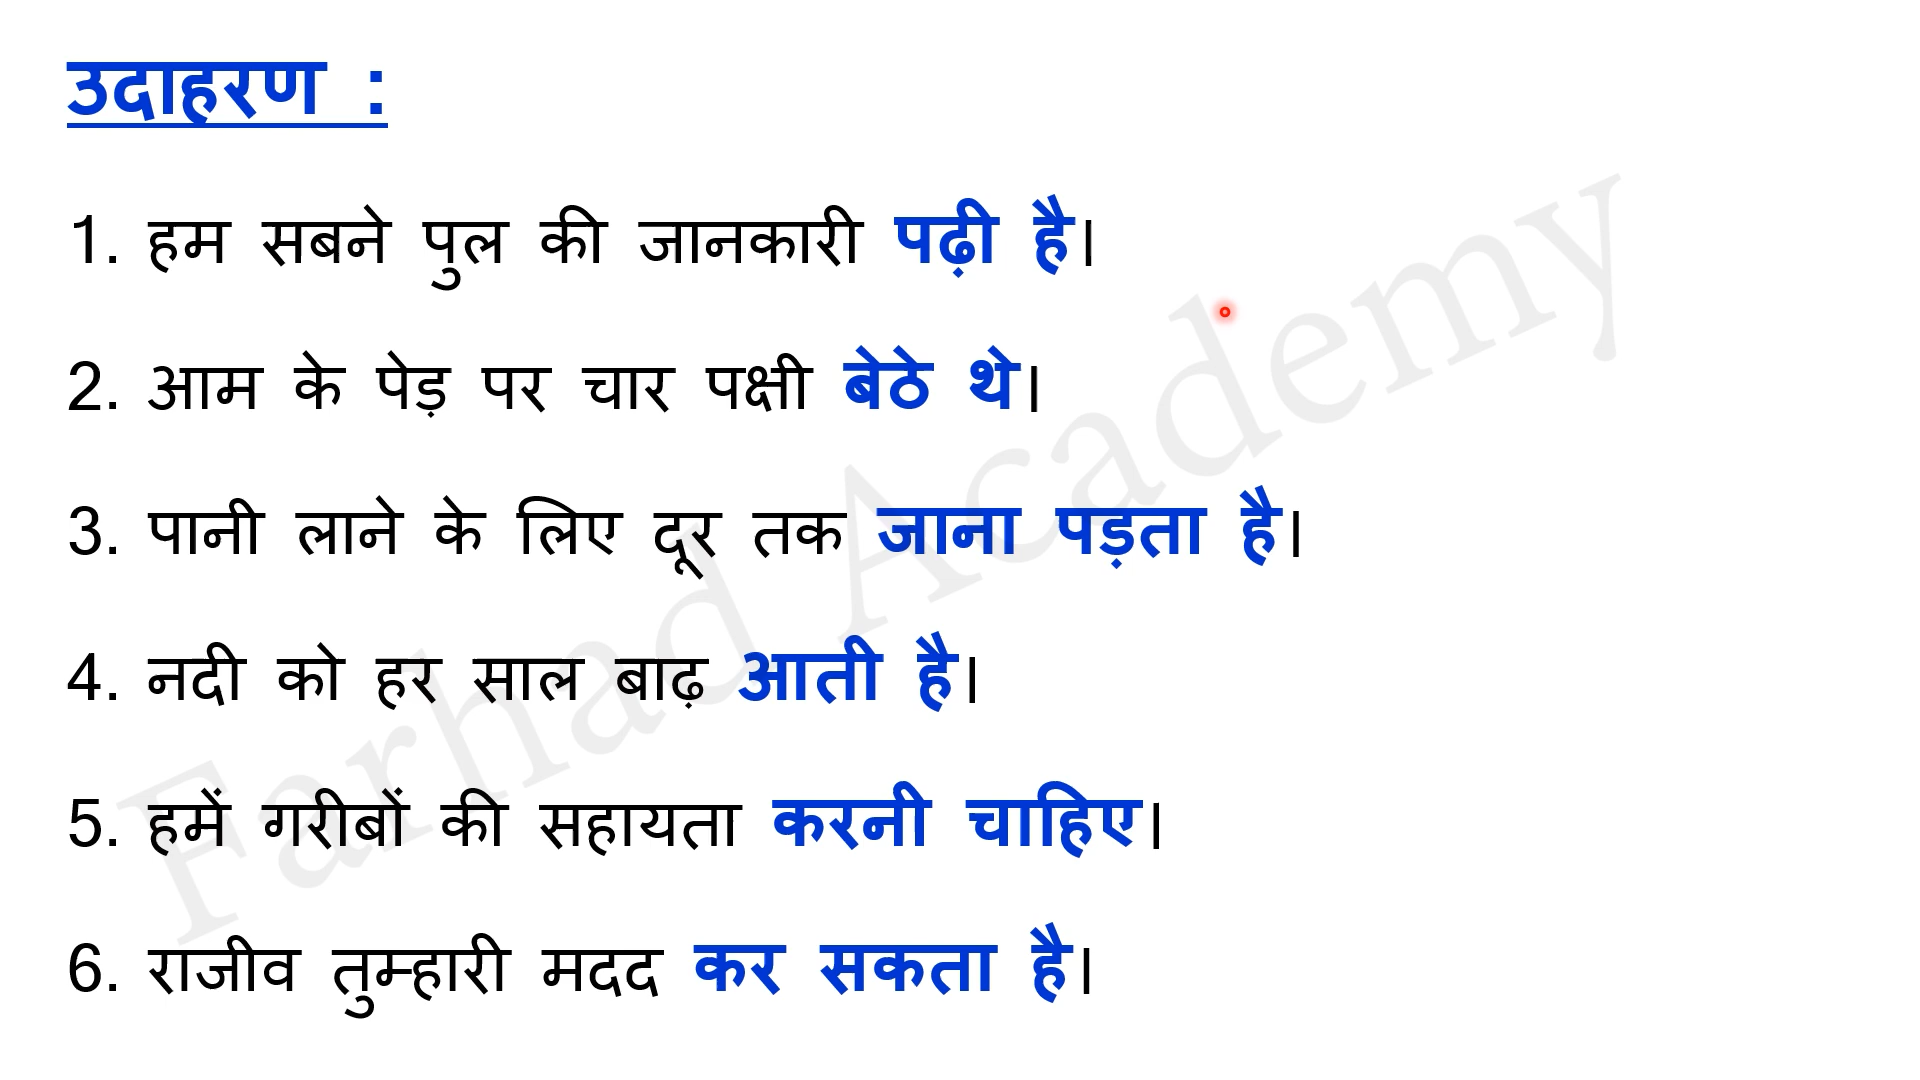 उदाहरण :
1. हम सबने पुल की जानकारी पढ़ी है।
2. आम के पेड़ पर चार पक्षी बेठे थे।
3. पानी लाने के लिए दूर तक जाना पड़ता है।
4. नदी को हर साल बाढ़ आती है।
5. हमें गरीबों की सहायता करनी चाहिए।
6. राजीव तुम्हारी मदद कर सकता है।
Farhad Academy